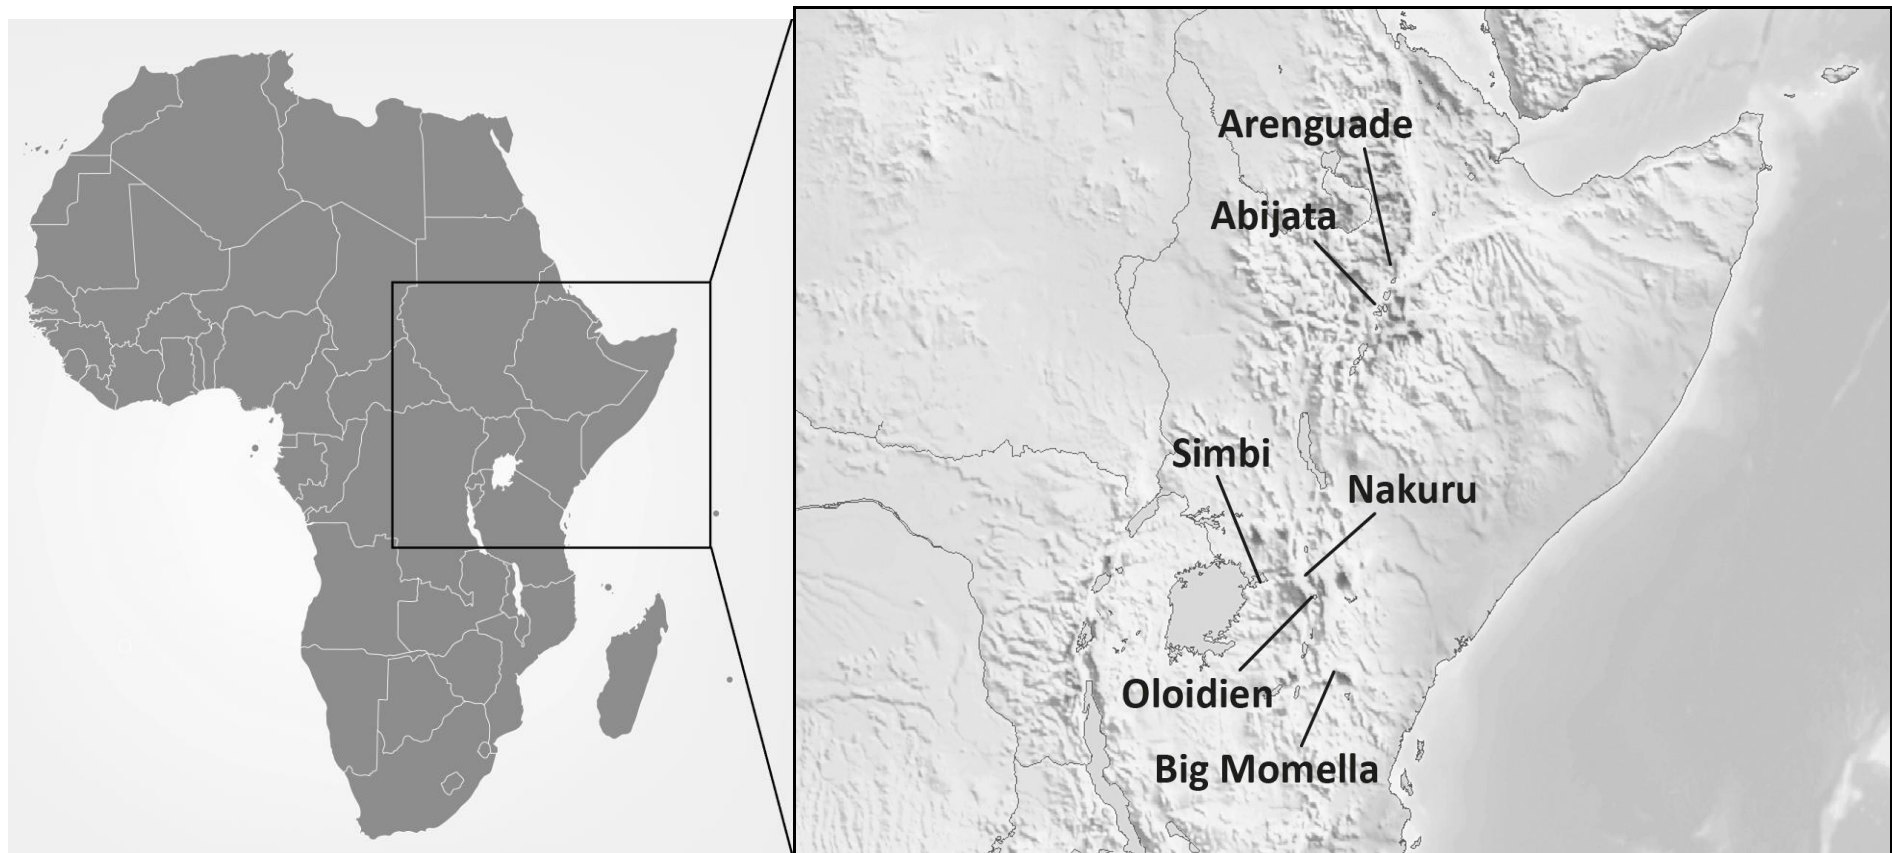 Arenguade
Abijata
Simbi
Nakuru
Oloidien
Big Momella